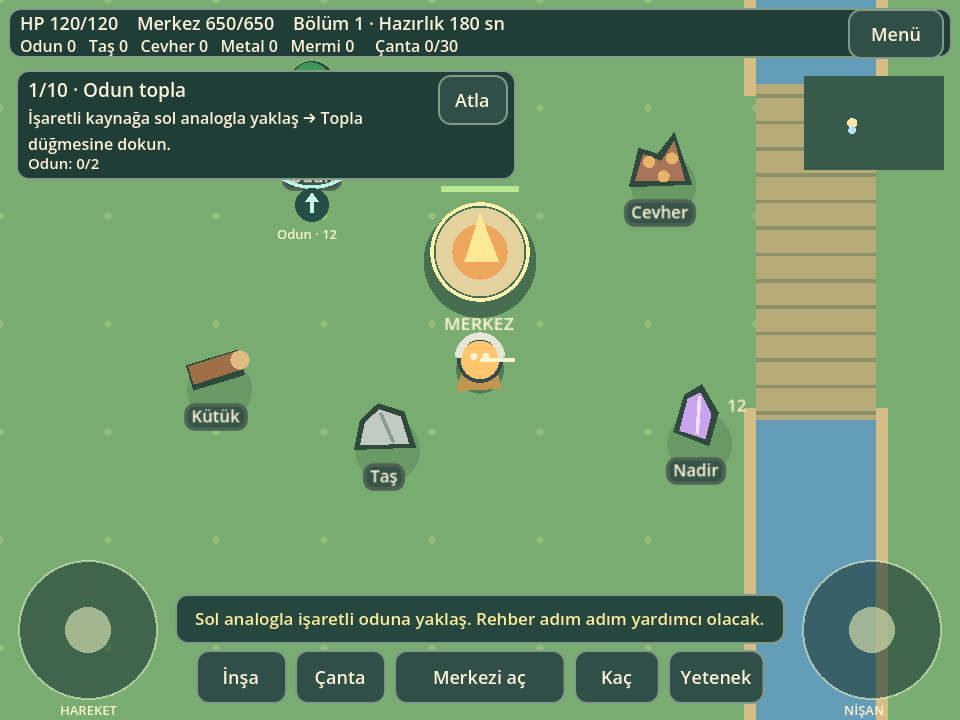 HP 120/120 Merkez 650/650 Bölüm 1 · Hazırlık 180 sn
Odun 0 Taş 0 Cevher 0 Metal 0 Mermi 0 Çanta 0/30
Menü
1/10 · Odun topla
Atla
İşaretli kaynağa sol analogla yaklaş → Topla
düğmesine dokun.
Odun: 0/2
Odun · 12
Cevher
MERKEZ
Kütük
12
Taş
Nadir
Sol analogla işaretli oduna yaklaş. Rehber adım adım yardımcı olacak.
İnşa
Çanta
Merkezi aç
Kaç
Yetenek
HAREKET
NİŞAN